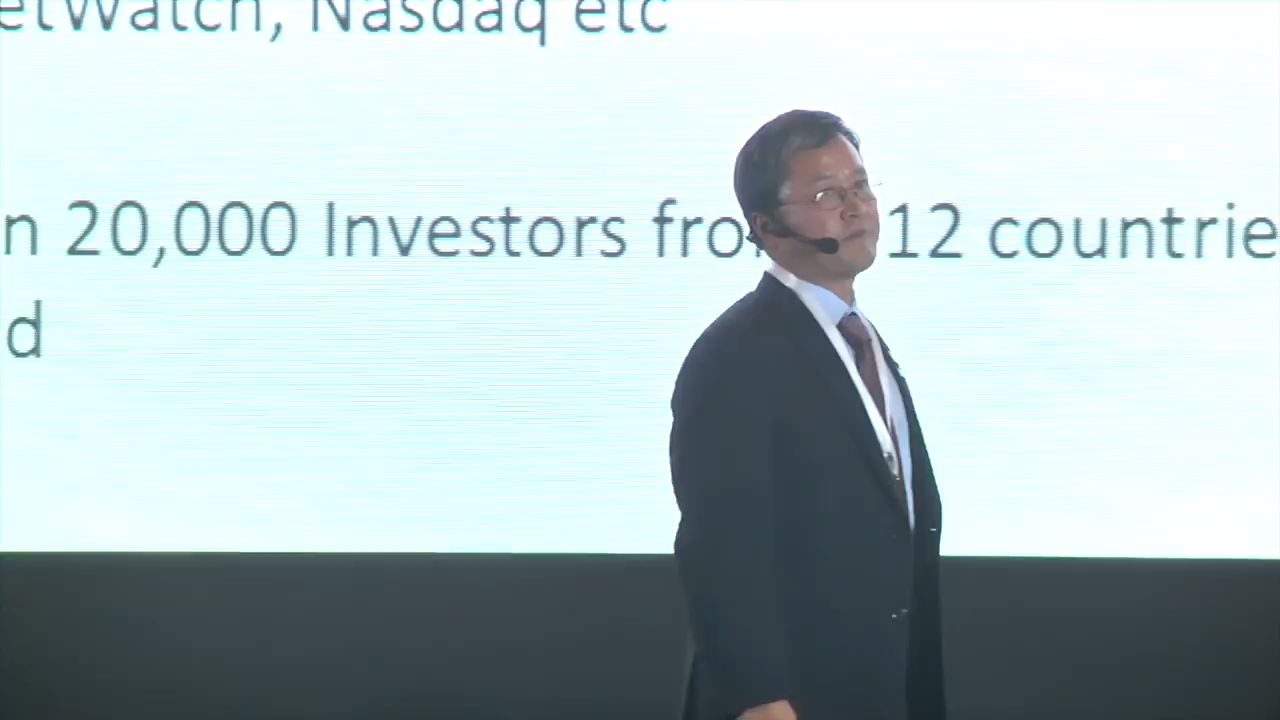 etWatch, Nasdaq etc
n 20,000 Investors fro 12 countrie
d